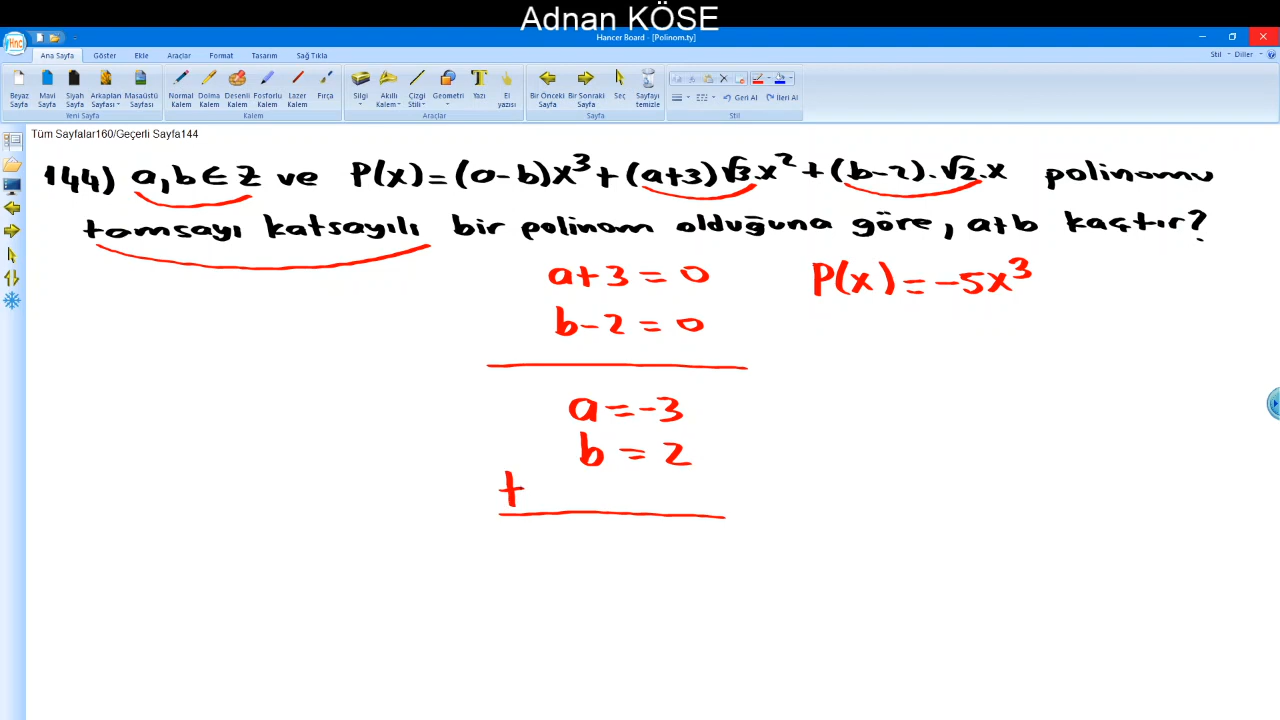 Adnan KÖSE
Hancer Board - [Polinom.ty]
Hnc
Ana Sayfa Göster Ekle Araçlar Format Tasarım Sağ Tıkla Stil Diller
Beyaz Sayfa Mavi Sayfa Siyah Sayfa Arkaplan Sayfası Masaüstü Sayfası Normal Kalem Dolma Kalem Desenli Kalem Fosforlu Kalem Lazer Kalem Fırça Silgi Akıllı Kalem Çizgi Stili Geometri Yazı El yazısı Bir Önceki Sayfa Bir Sonraki Sayfa Seç Sayfayı temizle Geri Al İleri Al
Yeni Sayfa Kalem Araçlar Sayfa Stil
Tüm Sayfalar160/Geçerli Sayfa144
144) a,b∈Z ve P(x)=(a-b)x³+(a+3)√3.x²+(b-2).√2.x polinomu
tamsayı katsayılı bir polinom olduğuna göre, a+b kaçtır?
a+3=0 P(x)=-5x³
b-2=0
a=-3
b=2
+